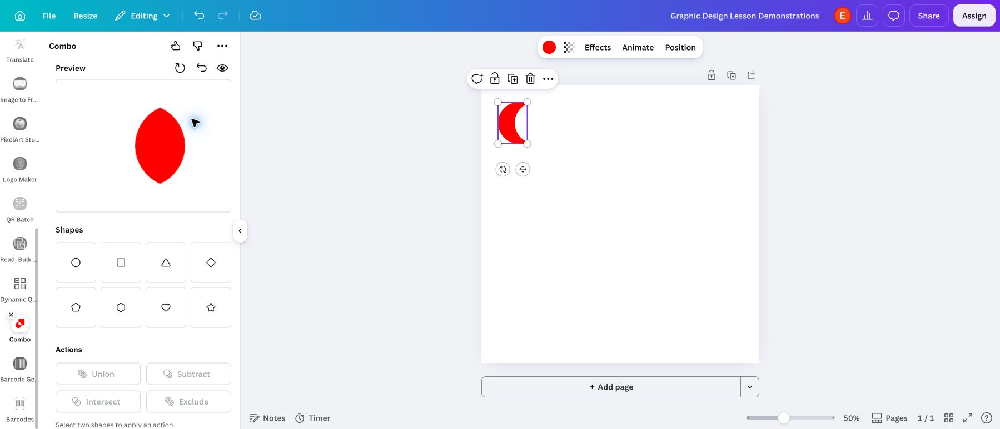 File
Resize
Editing
Graphic Design Lesson Demonstrations
E
Share
Assign
Translate
Image to Fr...
PixelArt Stu...
Logo Maker
QR Batch
Read, Bulk ...
Dynamic Q...
Combo
Barcode Ge...
Barcodes
Combo
Preview
Shapes
Actions
Union
Subtract
Intersect
Exclude
Select two shapes to apply an action
Effects
Animate
Position
+ Add page
Notes
Timer
50%
Pages
1 / 1